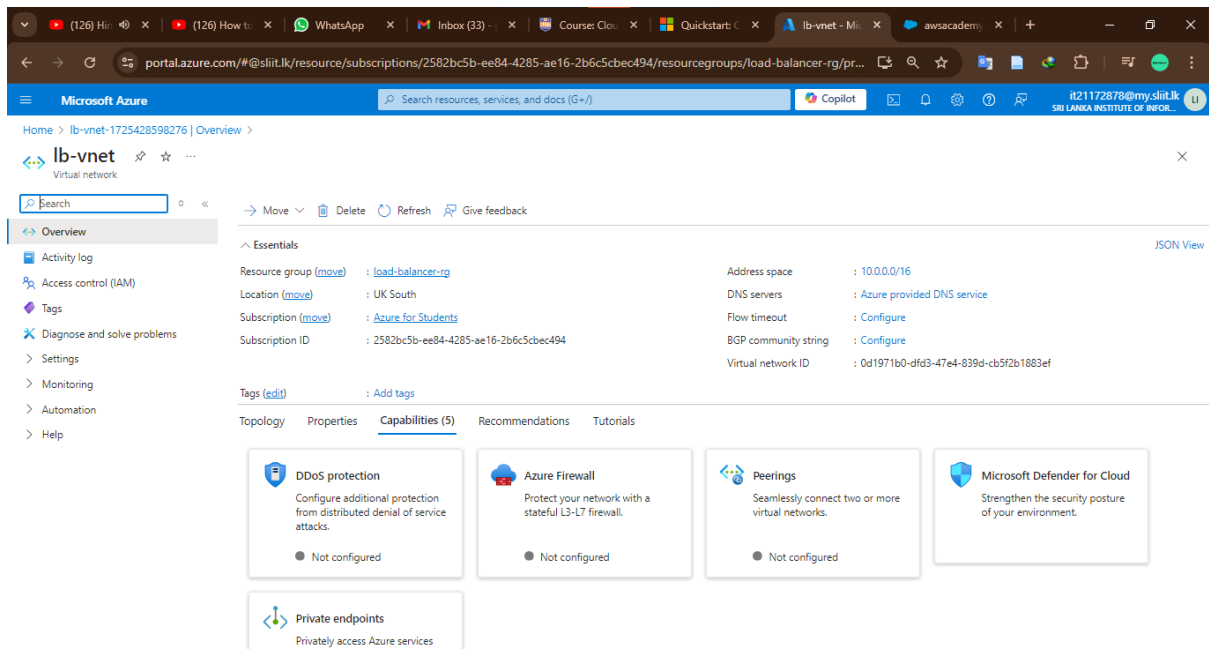 (126) Hin
(126) How to
WhatsApp
Inbox (33) -
Course: Clou
Quickstart: C
lb-vnet - Mic
awsacademy
portal.azure.com/#@sliit.lk/resource/subscriptions/2582bc5b-ee84-4285-ae16-2b6c5cbec494/resourcegroups/load-balancer-rg/pr...
Microsoft Azure
Search resources, services, and docs (G+/)
Copilot
it21172878@my.sliit.lk
SRI LANKA INSTITUTE OF INFOR...
LI
Home > lb-vnet-1725428598276 | Overview >
lb-vnet
Virtual network
Search
Move
Delete
Refresh
Give feedback
Overview
Activity log
Access control (IAM)
Tags
Diagnose and solve problems
Settings
Monitoring
Automation
Help
Essentials
JSON View
Resource group (move) : load-balancer-rg
Location (move) : UK South
Subscription (move) : Azure for Students
Subscription ID : 2582bc5b-ee84-4285-ae16-2b6c5cbec494
Address space : 10.0.0.0/16
DNS servers : Azure provided DNS service
Flow timeout : Configure
BGP community string : Configure
Virtual network ID : 0d1971b0-dfd3-47e4-839d-cb5f2b1883ef
Tags (edit) : Add tags
Topology
Properties
Capabilities (5)
Recommendations
Tutorials
DDoS protection
Configure additional protection
from distributed denial of service
attacks.
Not configured
Azure Firewall
Protect your network with a
stateful L3-L7 firewall.
Not configured
Peerings
Seamlessly connect two or more
virtual networks.
Not configured
Microsoft Defender for Cloud
Strengthen the security posture
of your environment.
Private endpoints
Privately access Azure services